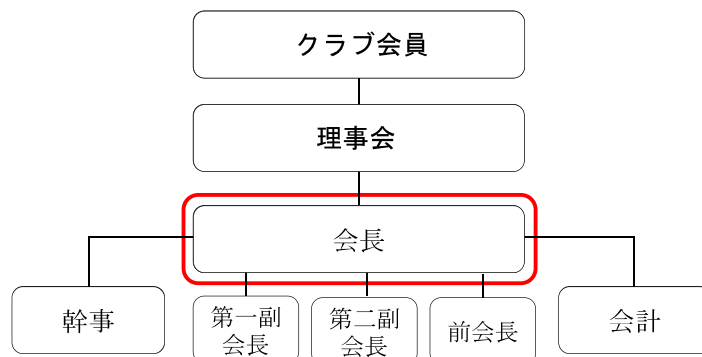 クラブ会員
理事会
会長
幹事
第一副
会長
第二副
会長
前会長
会計